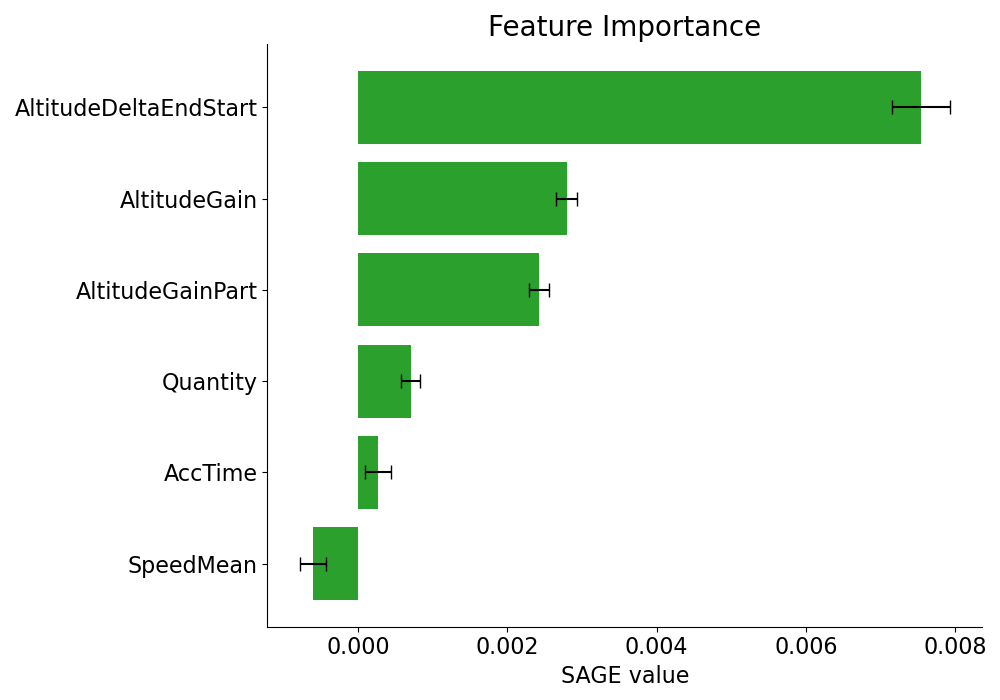 Feature Importance
AltitudeDeltaEndStart
AltitudeGain
AltitudeGainPart
Quantity
AccTime
SpeedMean
0.000 0.002 0.004 0.006 0.008
SAGE value